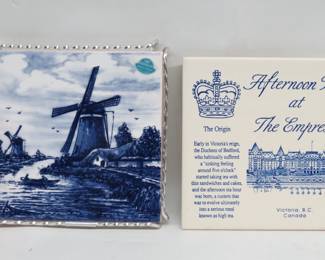 Afternoon
at
The Empre
The Origin
Early in Victoria's reign,
the Duchess of Bedford,
who habitually suffered
a "sinking feeling
around five o'clock"
started taking tea with
thin sandwiches and cakes,
and the afternoon tea hour
was born, a custom that
was to evolve ultimately
into a serious meal
known as high tea.
Victoria, B.C.
Canada